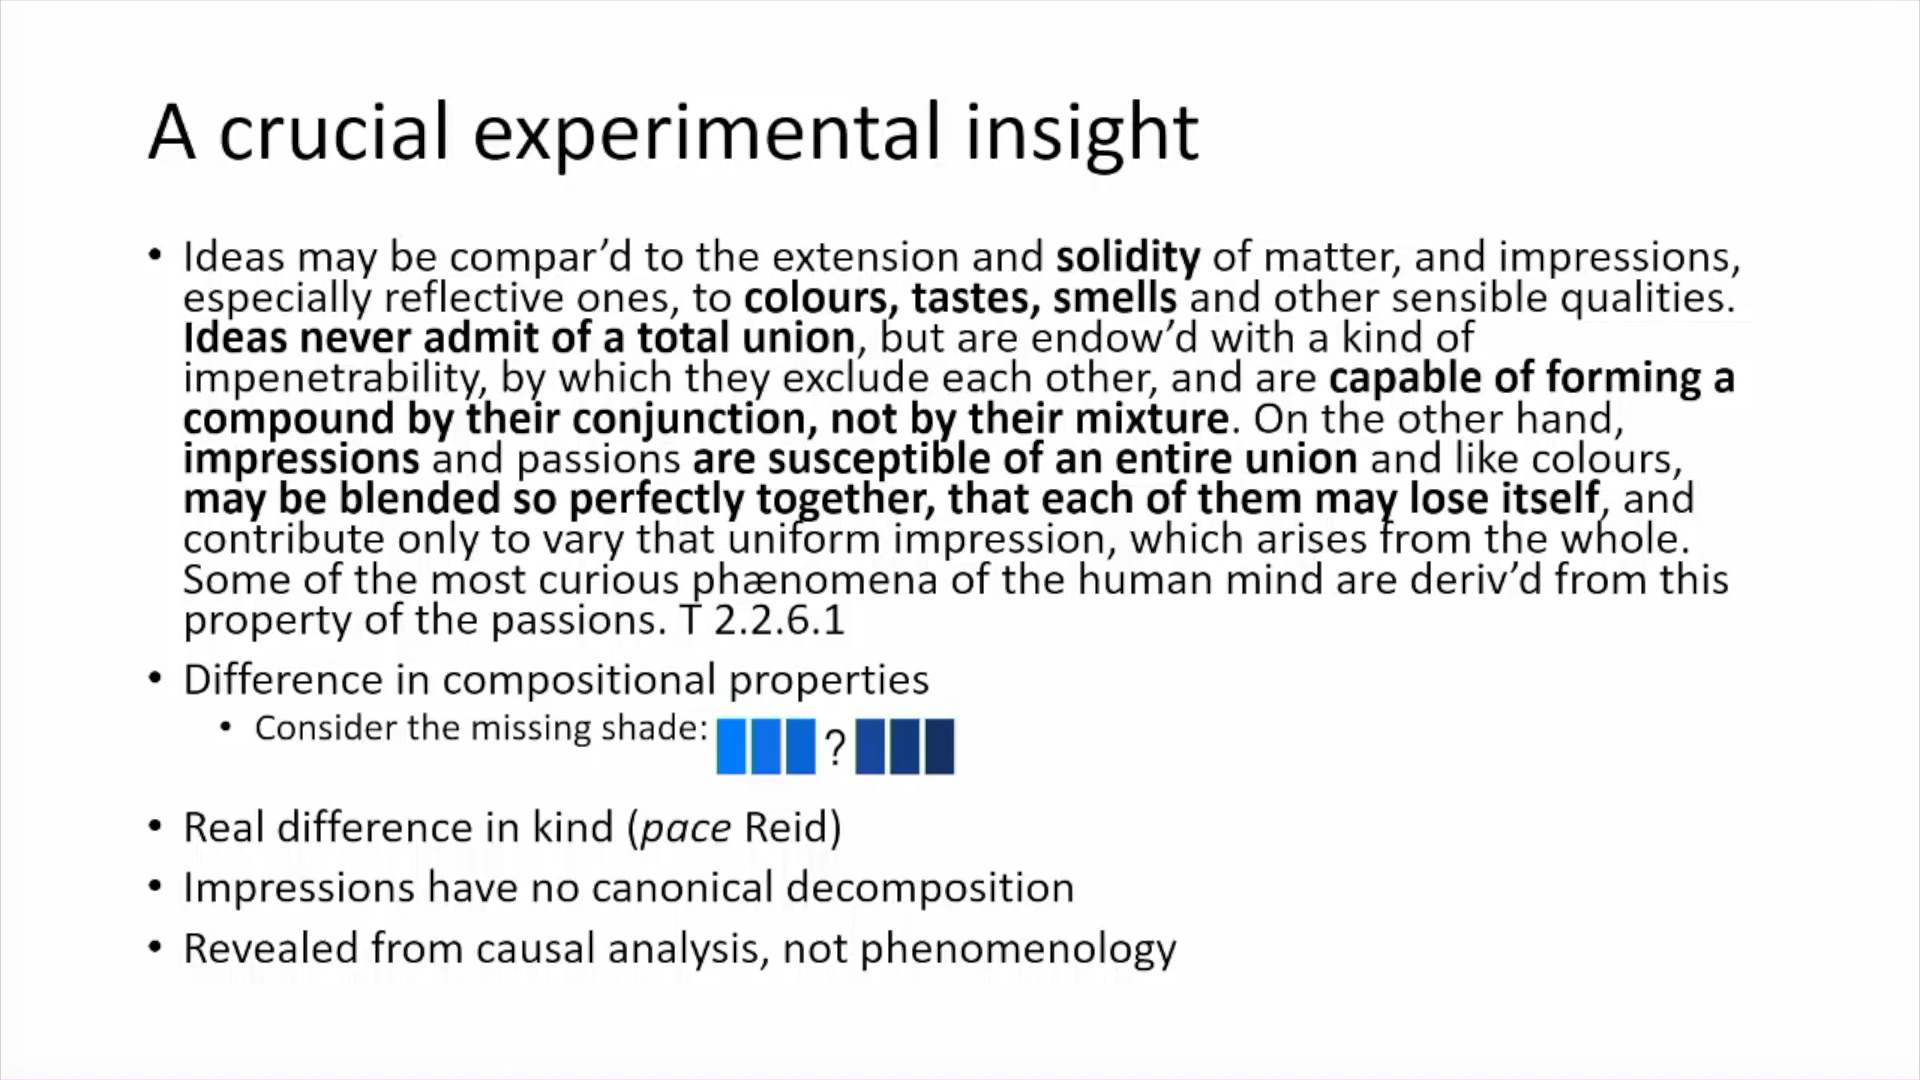 A crucial experimental insight
• Ideas may be compar’d to the extension and solidity of matter, and impressions,
especially reflective ones, to colours, tastes, smells and other sensible qualities.
Ideas never admit of a total union, but are endow’d with a kind of
impenetrability, by which they exclude each other, and are capable of forming a
compound by their conjunction, not by their mixture. On the other hand,
impressions and passions are susceptible of an entire union and like colours,
may be blended so perfectly together, that each of them may lose itself, and
contribute only to vary that uniform impression, which arises from the whole.
Some of the most curious phænomena of the human mind are deriv’d from this
property of the passions. T 2.2.6.1
• Difference in compositional properties
• Consider the missing shade: ?
• Real difference in kind (pace Reid)
• Impressions have no canonical decomposition
• Revealed from causal analysis, not phenomenology